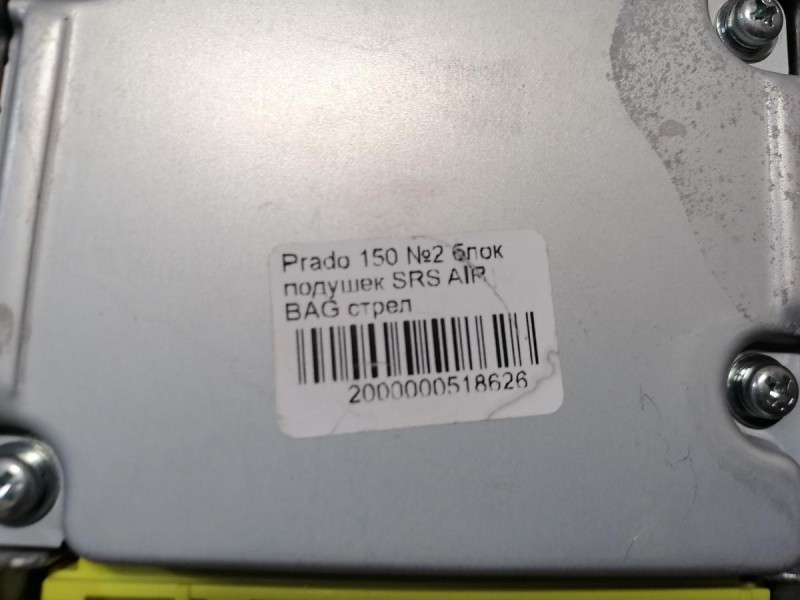 Prado 150 №2 блок
подушек SRS AIR
BAG стрел
2000000518626